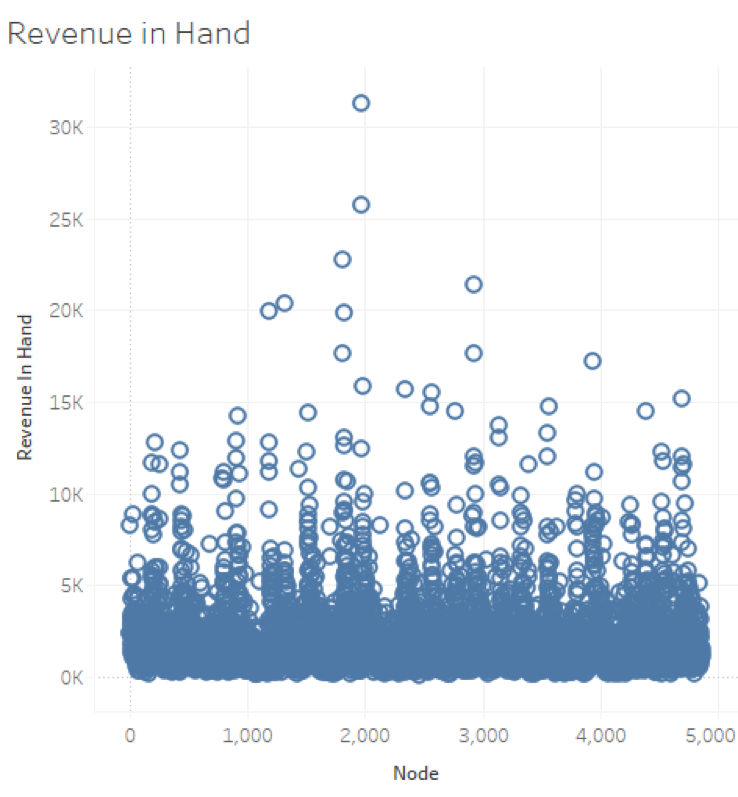 Revenue in Hand
30K
25K
20K
15K
10K
5K
0K
Revenue In Hand
0 1,000 2,000 3,000 4,000 5,000
Node